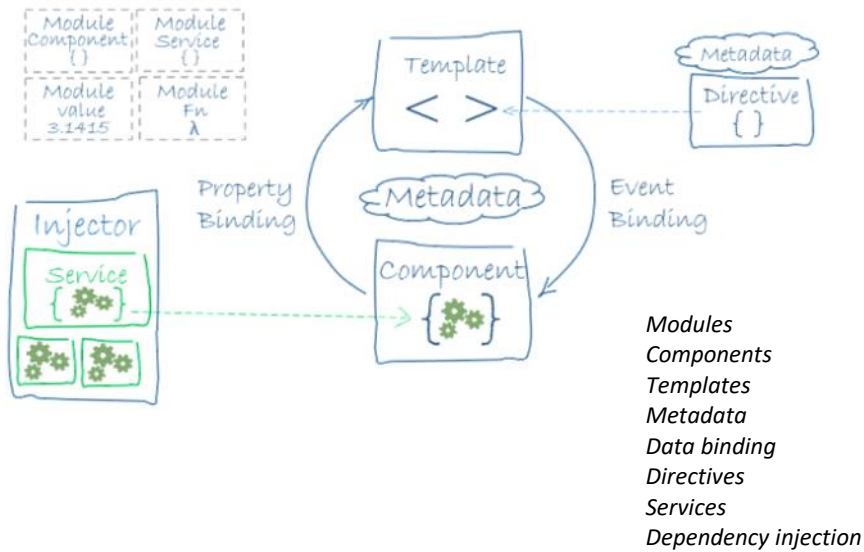 Module
Component
{ }
Module
Service
{ }
Module
value
3.1415
Module
Fn
λ
Template
< >
Metadata
Directive
{ }
Property
Binding
Metadata
Event
Binding
Injector
Service
{ }
Component
{ }
Modules
Components
Templates
Metadata
Data binding
Directives
Services
Dependency injection